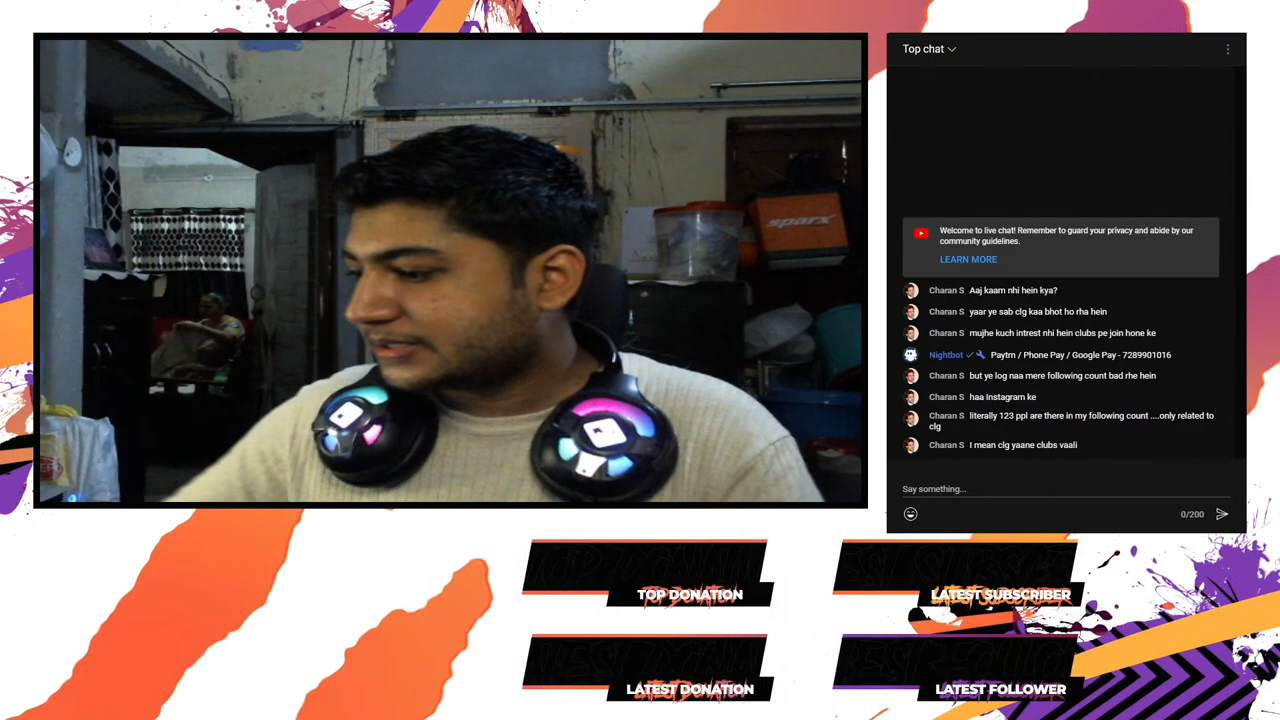 Top chat
sparx
Welcome to live chat! Remember to guard your privacy and abide by our
community guidelines.
LEARN MORE
Charan S Aaj kaam nhi hein kya?
Charan S yaar ye sab clg kaa bhot ho rha hein
Charan S mujhe kuch intrest nhi hein clubs pe join hone ke
Nightbot Paytm / Phone Pay / Google Pay - 7289901016
Charan S but ye log naa mere following count bad rhe hein
Charan S haa Instagram ke
Charan S literally 123 ppl are there in my following count ....only related to
clg
Charan S I mean clg yaane clubs vaali
Say something...
0/200
TOP DONATION
LATEST SUBSCRIBER
LATEST DONATION
LATEST FOLLOWER